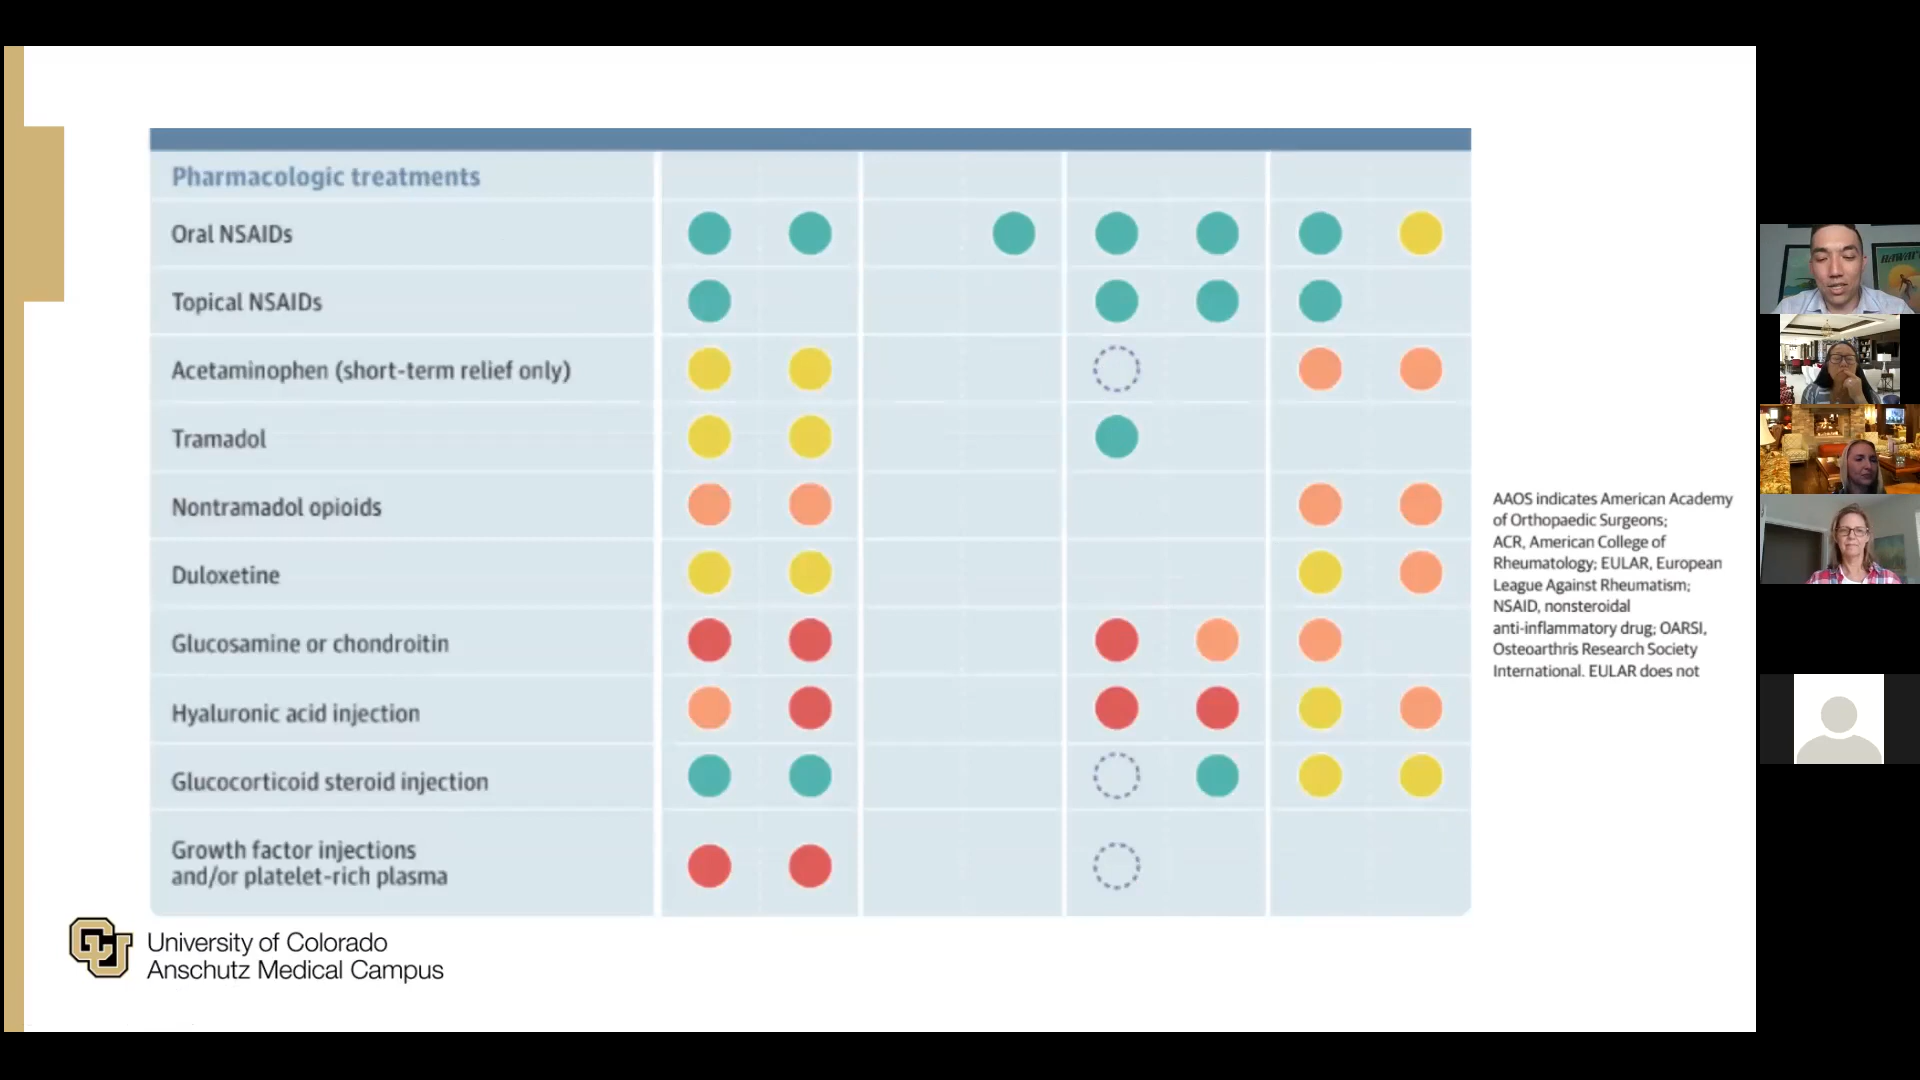 Pharmacologic treatments
Oral NSAIDs
Topical NSAIDs
Acetaminophen (short-term relief only)
Tramadol
Nontramadol opioids
Duloxetine
Glucosamine or chondroitin
Hyaluronic acid injection
Glucocorticoid steroid injection
Growth factor injections
and/or platelet-rich plasma
AAOS indicates American Academy
of Orthopaedic Surgeons;
ACR, American College of
Rheumatology; EULAR, European
League Against Rheumatism;
NSAID, nonsteroidal
anti-inflammatory drug; OARSI,
Osteoarthris Research Society
International. EULAR does not
CU
University of Colorado
Anschutz Medical Campus